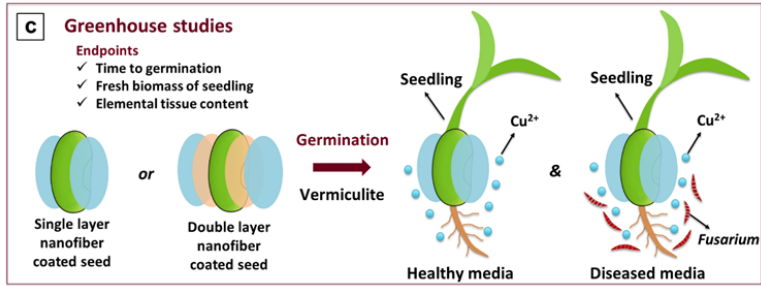 c
Greenhouse studies
Endpoints
✓ Time to germination
✓ Fresh biomass of seedling
✓ Elemental tissue content
Single layer
nanofiber
coated seed
or
Double layer
nanofiber
coated seed
Germination
Vermiculite
Seedling
Cu²⁺
Healthy media
&
Seedling
Cu²⁺
Fusarium
Diseased media